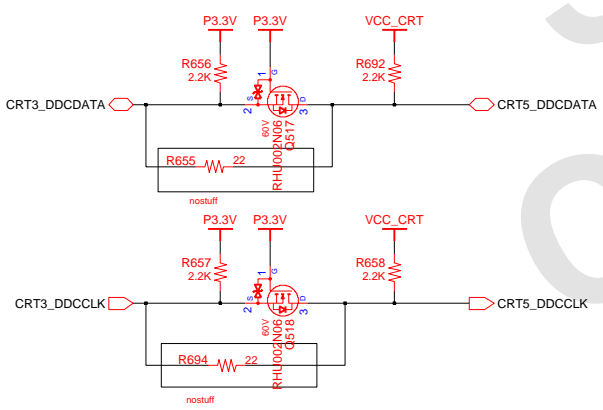 P3.3V P3.3V VCC_CRT
R656
2.2K
R692
2.2K
1 G
S D
CRT3_DDCDATA 2 3 CRT5_DDCDATA
60V
RHU002N06
Q517
R655 22
nostuff
P3.3V P3.3V VCC_CRT
R657
2.2K
R658
2.2K
1 G
S D
CRT3_DDCCLK 2 3 CRT5_DDCCLK
60V
RHU002N06
Q518
R694 22
nostuff